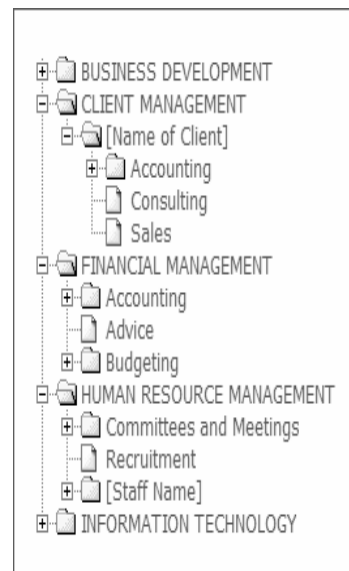 BUSINESS DEVELOPMENT
CLIENT MANAGEMENT
[Name of Client]
Accounting
Consulting
Sales
FINANCIAL MANAGEMENT
Accounting
Advice
Budgeting
HUMAN RESOURCE MANAGEMENT
Committees and Meetings
Recruitment
[Staff Name]
INFORMATION TECHNOLOGY